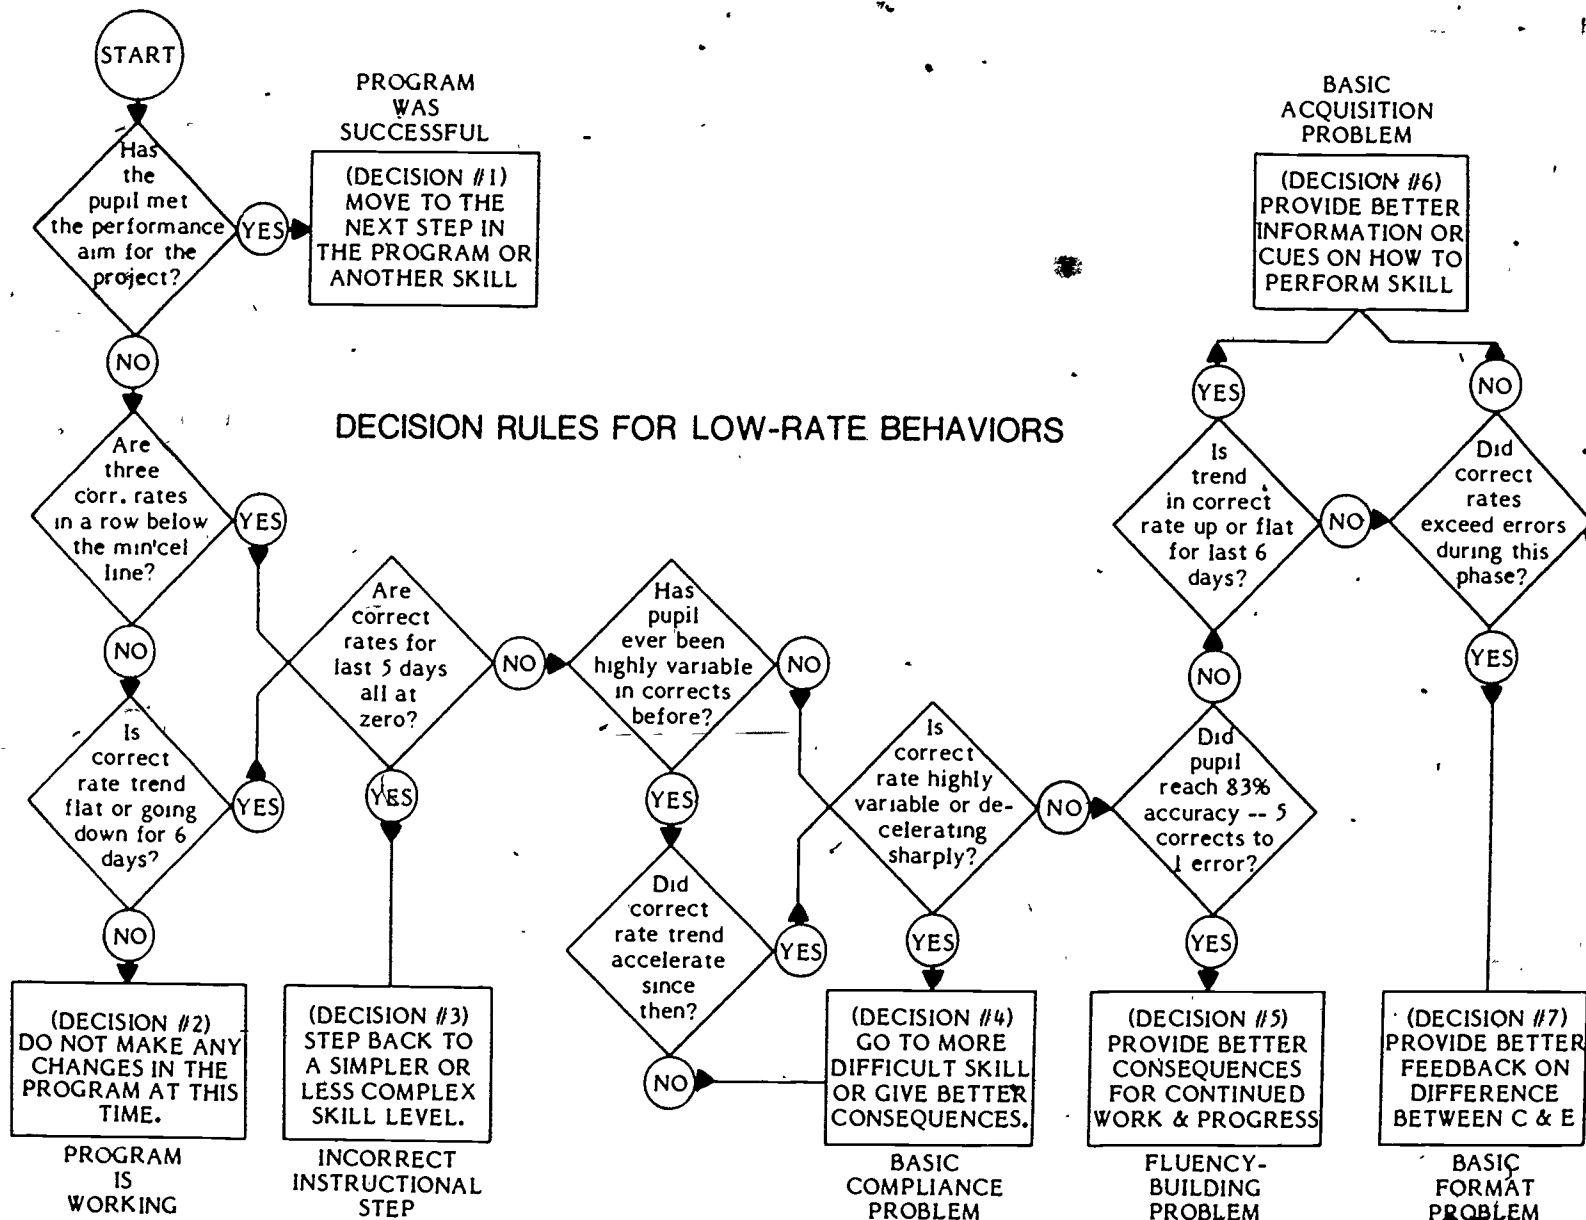 START
Has
the
pupil met
the performance
aim for the
project?
YES
PROGRAM
WAS
SUCCESSFUL
(DECISION #1)
MOVE TO THE
NEXT STEP IN
THE PROGRAM OR
ANOTHER SKILL
NO
DECISION RULES FOR LOW-RATE BEHAVIORS
Are
three
corr. rates
in a row below
the min'cel
line?
YES
NO
Is
correct
rate trend
flat or going
down for 6
days?
YES
NO
(DECISION #2)
DO NOT MAKE ANY
CHANGES IN THE
PROGRAM AT THIS
TIME.
PROGRAM
IS
WORKING
Are
correct
rates for
last 5 days
all at
zero?
NO
YES
(DECISION #3)
STEP BACK TO
A SIMPLER OR
LESS COMPLEX
SKILL LEVEL.
INCORRECT
INSTRUCTIONAL
STEP
Has
pupil
ever been
highly variable
in corrects
before?
NO
YES
Did
correct
rate trend
accelerate
since
then?
YES
NO
Is
correct
rate highly
variable or de-
celerating
sharply?
NO
YES
(DECISION #4)
GO TO MORE
DIFFICULT SKILL
OR GIVE BETTER
CONSEQUENCES.
BASIC
COMPLIANCE
PROBLEM
Did
pupil
reach 83%
accuracy -- 5
corrects to
1 error?
NO
YES
(DECISION #5)
PROVIDE BETTER
CONSEQUENCES
FOR CONTINUED
WORK & PROGRESS
FLUENCY-
BUILDING
PROBLEM
Is
trend
in correct
rate up or flat
for last 6
days?
YES
NO
BASIC
ACQUISITION
PROBLEM
(DECISION #6)
PROVIDE BETTER
INFORMATION OR
CUES ON HOW TO
PERFORM SKILL
Did
correct
rates
exceed errors
during this
phase?
NO
YES
(DECISION #7)
PROVIDE BETTER
FEEDBACK ON
DIFFERENCE
BETWEEN C & E
BASIC
FORMAT
PROBLEM